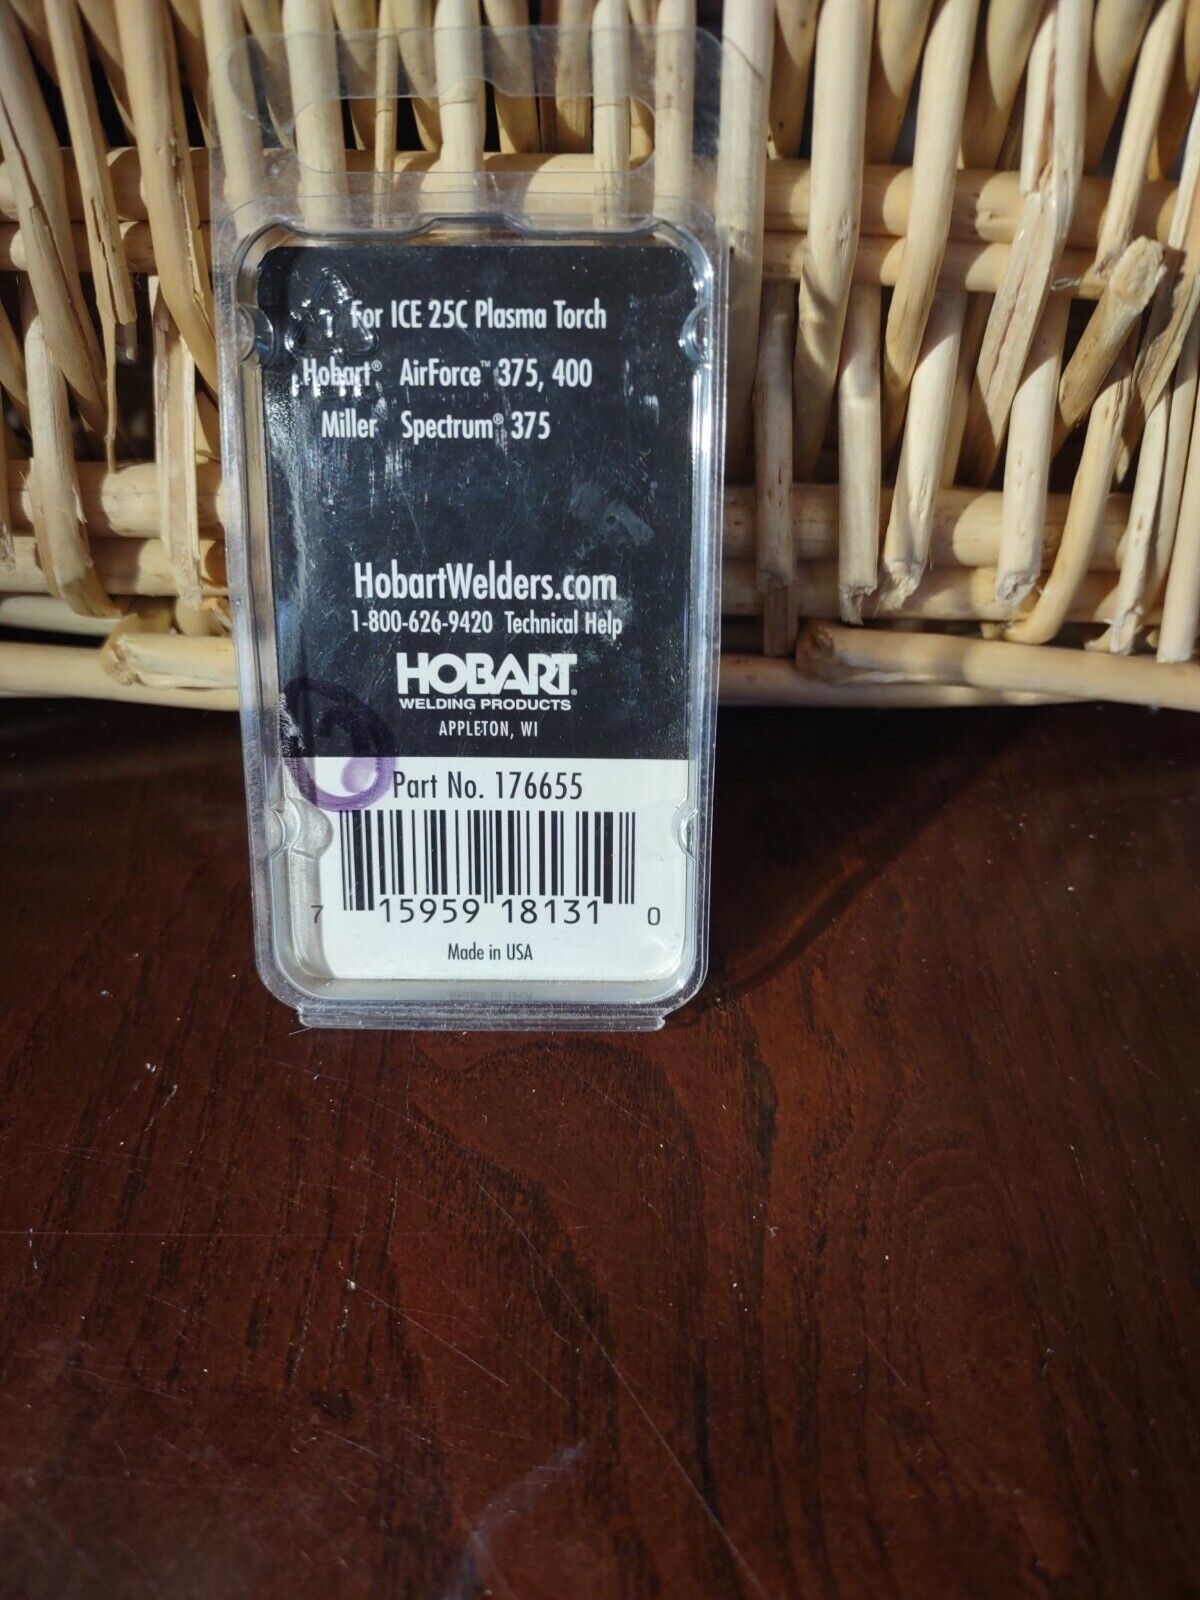 For ICE 25C Plasma Torch
Hobart® AirForce™ 375, 400
Miller Spectrum® 375
HobartWelders.com
1-800-626-9420 Technical Help
HOBART®
WELDING PRODUCTS
APPLETON, WI
Part No. 176655
7 15959 18131 0
Made in USA